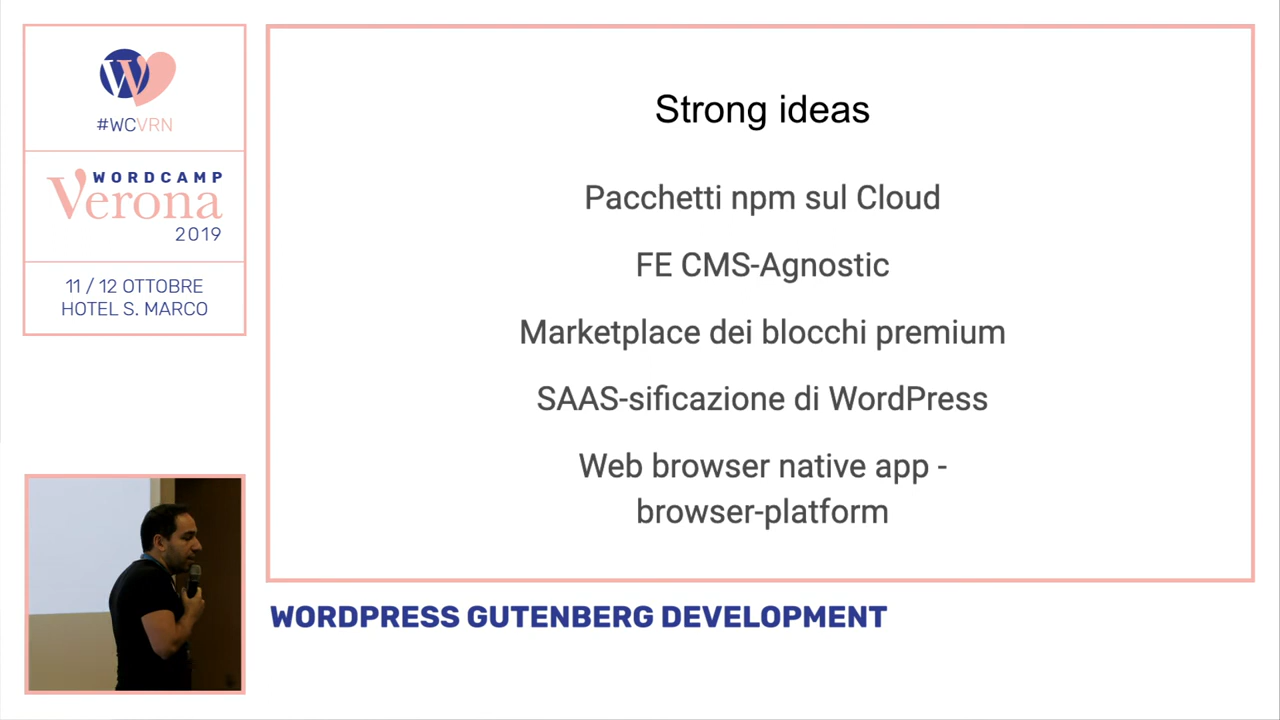 #WCVRN
WORDCAMP
Verona
2019
11 / 12 OTTOBRE
HOTEL S. MARCO
Strong ideas
Pacchetti npm sul Cloud
FE CMS-Agnostic
Marketplace dei blocchi premium
SAAS-sificazione di WordPress
Web browser native app -
browser-platform
WORDPRESS GUTENBERG DEVELOPMENT